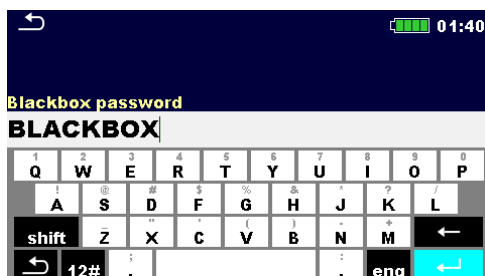 01:40
Blackbox password
BLACKBOX
1 2 3 4 5 6 7 8 9 0
Q W E R T Y U I O P
! @ # $ % & * ? /
A S D F G H J K L
" ' ( ) - +
shift Z X C V B N M ←
; :
12# , . eng